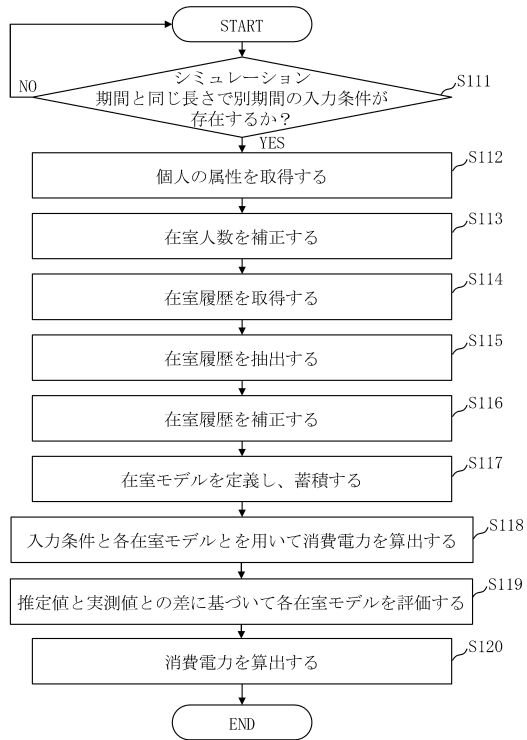 START
シミュレーション
期間と同じ長さで別期間の入力条件が
存在するか？
S111
NO
YES
個人の属性を取得する
S112
在室人数を補正する
S113
在室履歴を取得する
S114
在室履歴を抽出する
S115
在室履歴を補正する
S116
在室モデルを定義し、蓄積する
S117
入力条件と各在室モデルとを用いて消費電力を算出する
S118
推定値と実測値との差に基づいて各在室モデルを評価する
S119
消費電力を算出する
S120
END